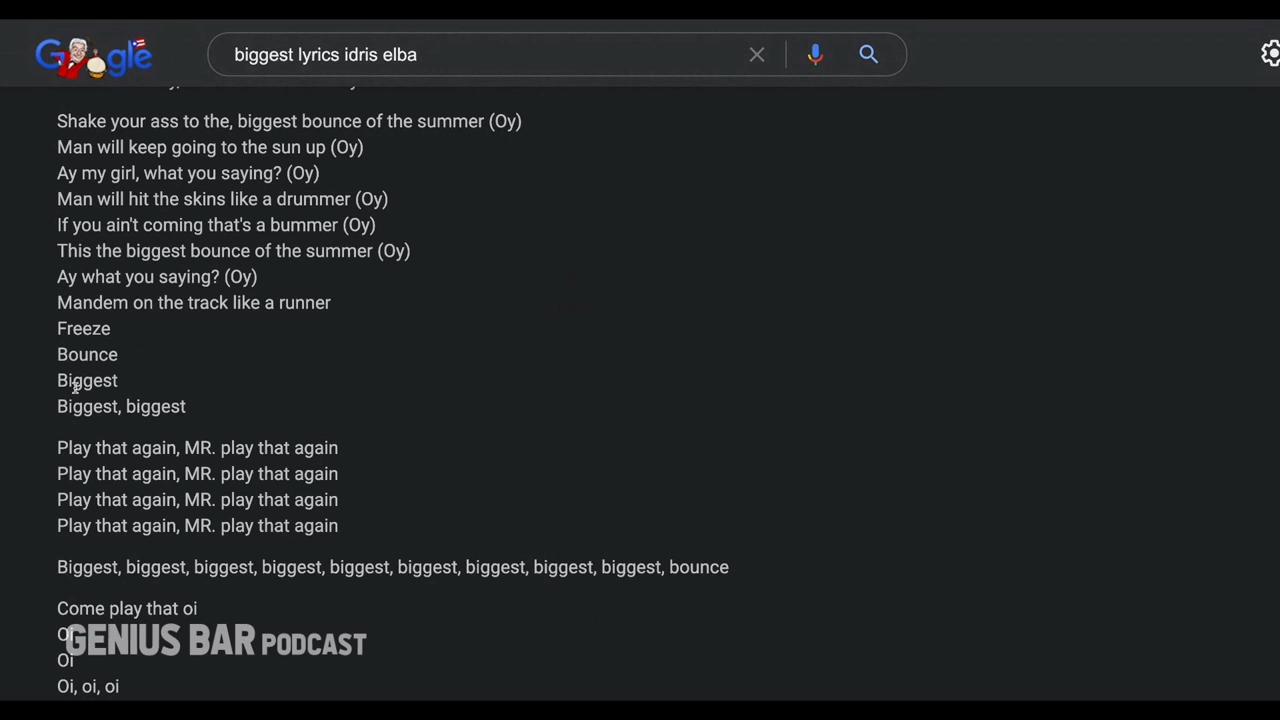 Google
biggest lyrics idris elba
Shake your ass to the, biggest bounce of the summer (Oy)
Man will keep going to the sun up (Oy)
Ay my girl, what you saying? (Oy)
Man will hit the skins like a drummer (Oy)
If you ain't coming that's a bummer (Oy)
This the biggest bounce of the summer (Oy)
Ay what you saying? (Oy)
Mandem on the track like a runner
Freeze
Bounce
Biggest
Biggest, biggest
Play that again, MR. play that again
Play that again, MR. play that again
Play that again, MR. play that again
Play that again, MR. play that again
Biggest, biggest, biggest, biggest, biggest, biggest, biggest, biggest, biggest, bounce
Come play that oi
Oi
GENIUS BAR PODCAST
Oi
Oi, oi, oi